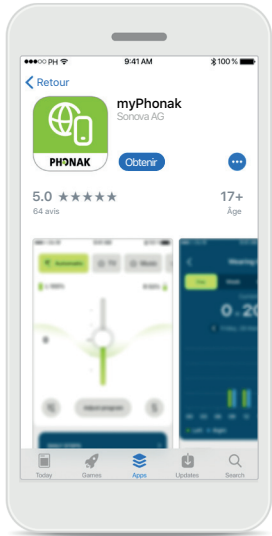 PH 9:41 AM 100 %
Retour
myPhonak
Sonova AG
PHONAK
Obtenir
5.0 ★★★★★ 17+
64 avis Âge
Automatic TV Music
Adjust program
Today Games Apps Updates Search